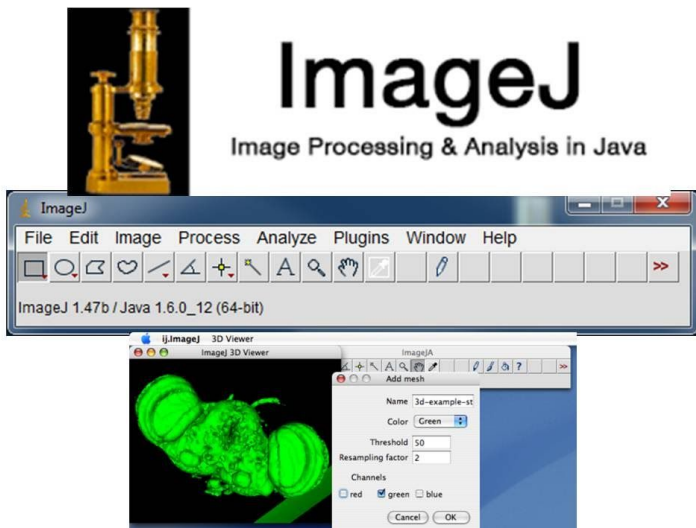 ImageJ
Image Processing & Analysis in Java
ImageJ
File Edit Image Process Analyze Plugins Window Help
A
>>
ImageJ 1.47b / Java 1.6.0_12 (64-bit)
ij.ImageJ 3D Viewer
ImageJ 3D Viewer
ImageJA
A ? >>
Add mesh
Name 3d-example-st
Color Green
Threshold 50
Resampling factor 2
Channels
red green blue
Cancel OK